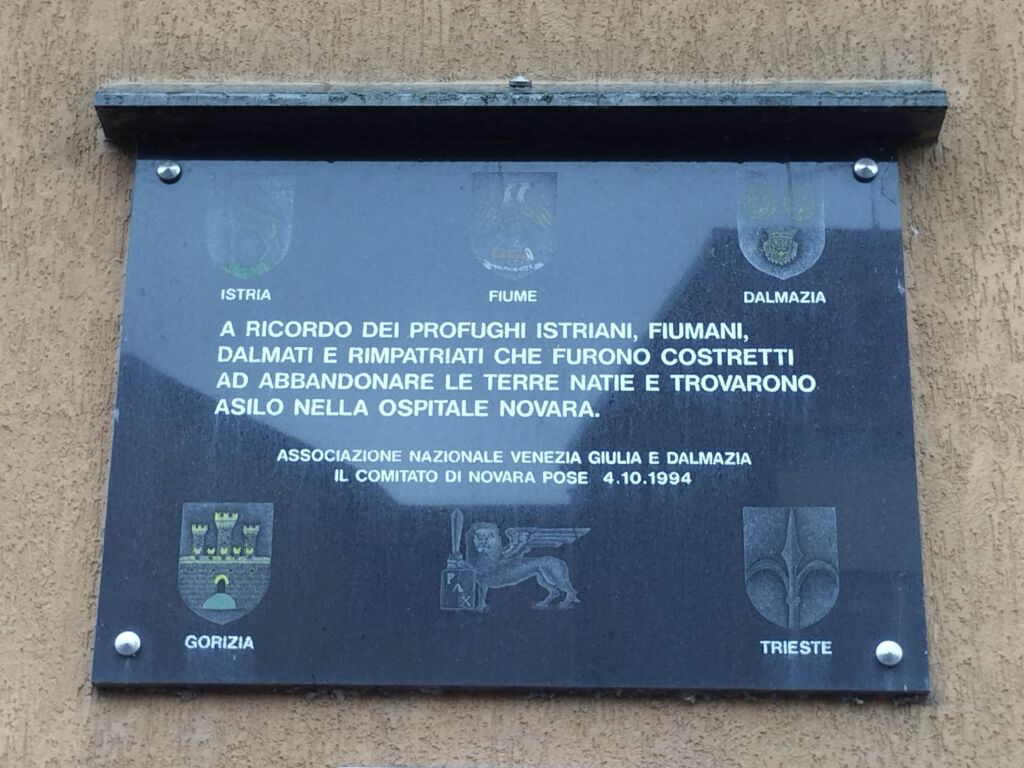 ISTRIA
FIUME
DALMAZIA
A RICORDO DEI PROFUGHI ISTRIANI, FIUMANI,
DALMATI E RIMPATRIATI CHE FURONO COSTRETTI
AD ABBANDONARE LE TERRE NATIE E TROVARONO
ASILO NELLA OSPITALE NOVARA.
ASSOCIAZIONE NAZIONALE VENEZIA GIULIA E DALMAZIA
IL COMITATO DI NOVARA POSE 4.10.1994
PAX
GORIZIA
TRIESTE